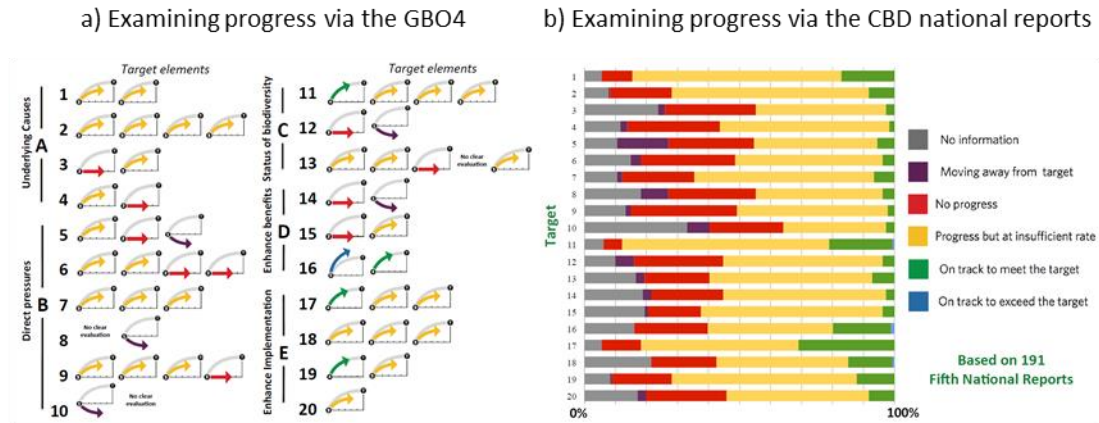 a) Examining progress via the GBO4
b) Examining progress via the CBD national reports
Target elements
Underlying Causes
A
1
2
3
4
Direct pressures
B
5
6
7
8
No clear
evaluation
9
10
No clear
evaluation
Target elements
Status of biodiversity
C
11
12
13
No clear
evaluation
Enhance benefits
D
14
15
16
Enhance Implementation
E
17
18
19
20
Target
1
2
3
4
5
6
7
8
9
10
11
12
13
14
15
16
17
18
19
20
0%
100%
No information
Moving away from target
No progress
Progress but at insufficient rate
On track to meet the target
On track to exceed the target
Based on 191
Fifth National Reports